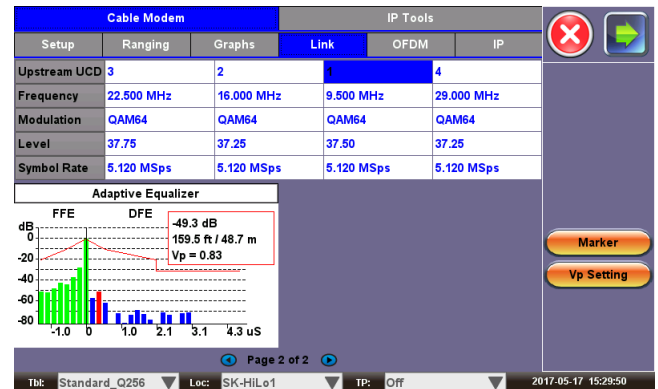 Cable Modem IP Tools
Setup Ranging Graphs Link OFDM IP
Upstream UCD 3 2 1 4
Frequency 22.500 MHz 16.000 MHz 9.500 MHz 29.000 MHz
Modulation QAM64 QAM64 QAM64 QAM64
Level 37.75 37.25 37.50 37.25
Symbol Rate 5.120 MSps 5.120 MSps 5.120 MSps 5.120 MSps
Adaptive Equalizer
FFE DFE
dB
0
-20
-40
-60
-80
-49.3 dB
159.5 ft / 48.7 m
Vp = 0.83
-1.0 0 1.0 2.1 3.1 4.3 uS
Marker
Vp Setting
Page 2 of 2
Tbl: Standard_Q256 Loc: SK-HiLo1 TP: Off 2017-05-17 15:29:50